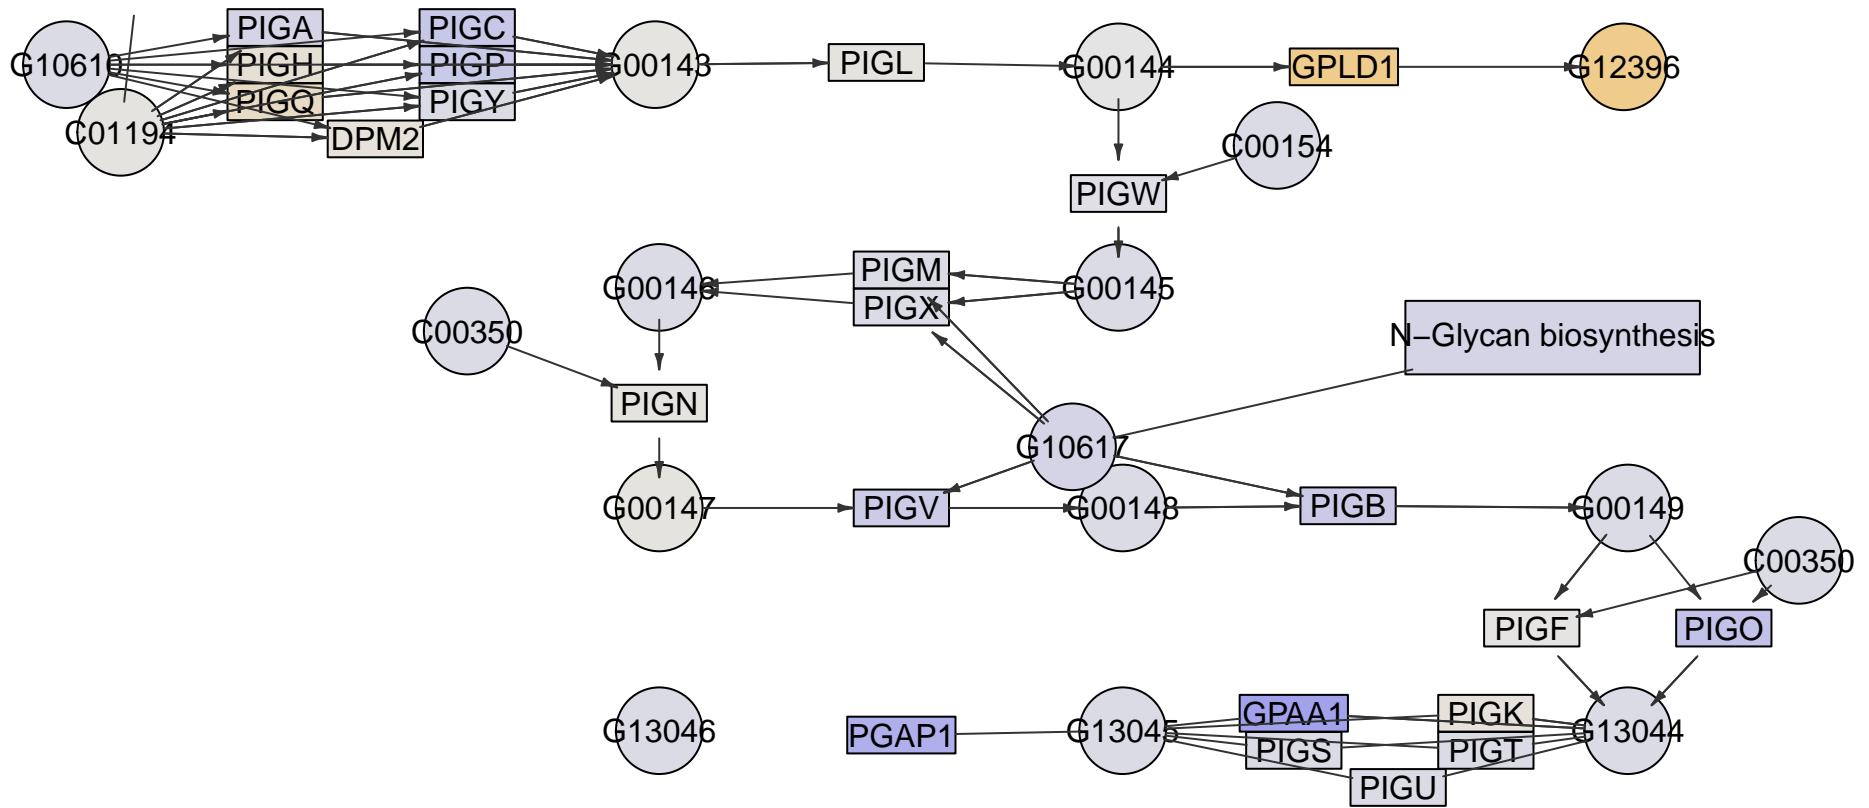 PIGA
PIGC
G10610
PIGH
PIGP
G00143
PIGL
G00144
GPLD1
G12396
PIGQ
PIGY
C01194
DPM2
C00154
PIGW
PIGM
G00146
G00145
PIGX
C00350
N–Glycan biosynthesis
PIGN
G10617
G00147
PIGV
G00148
PIGB
G00149
C00350
PIGF
PIGO
GPAA1
PIGK
G13046
PGAP1
G13045
G13044
PIGS
PIGT
PIGU